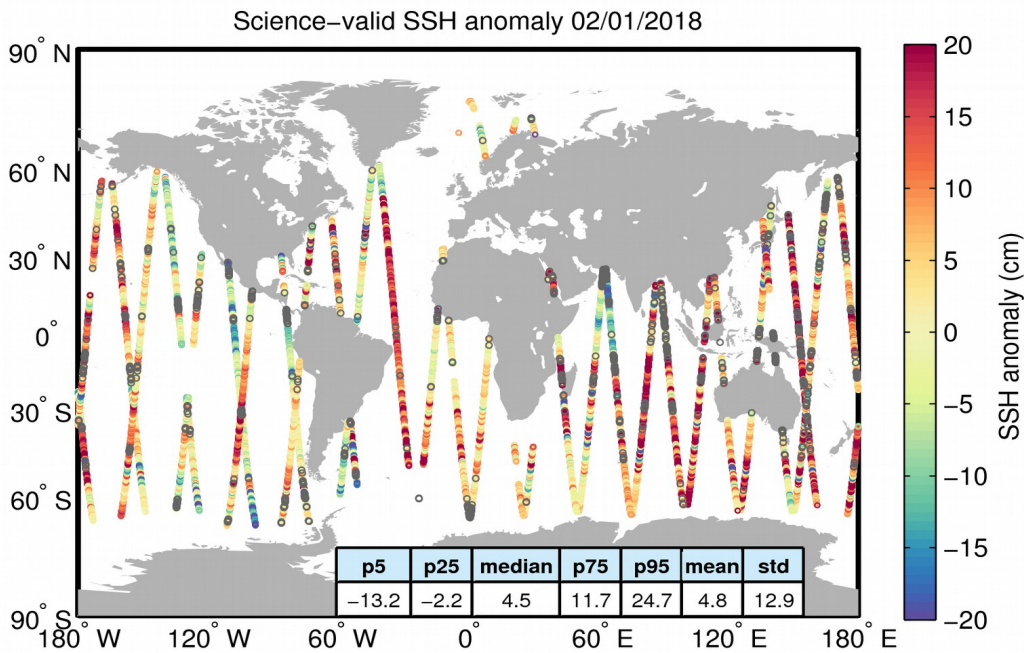 Science−valid SSH anomaly 02/01/2018
90° N
60° N
30° N
0°
30° S
60° S
90° S
180° W
120° W
60° W
0°
60° E
120° E
180° E
p5 p25 median p75 p95 mean std
−13.2 −2.2 4.5 11.7 24.7 4.8 12.9
20
15
10
5
0
−5
−10
−15
−20
SSH anomaly (cm)